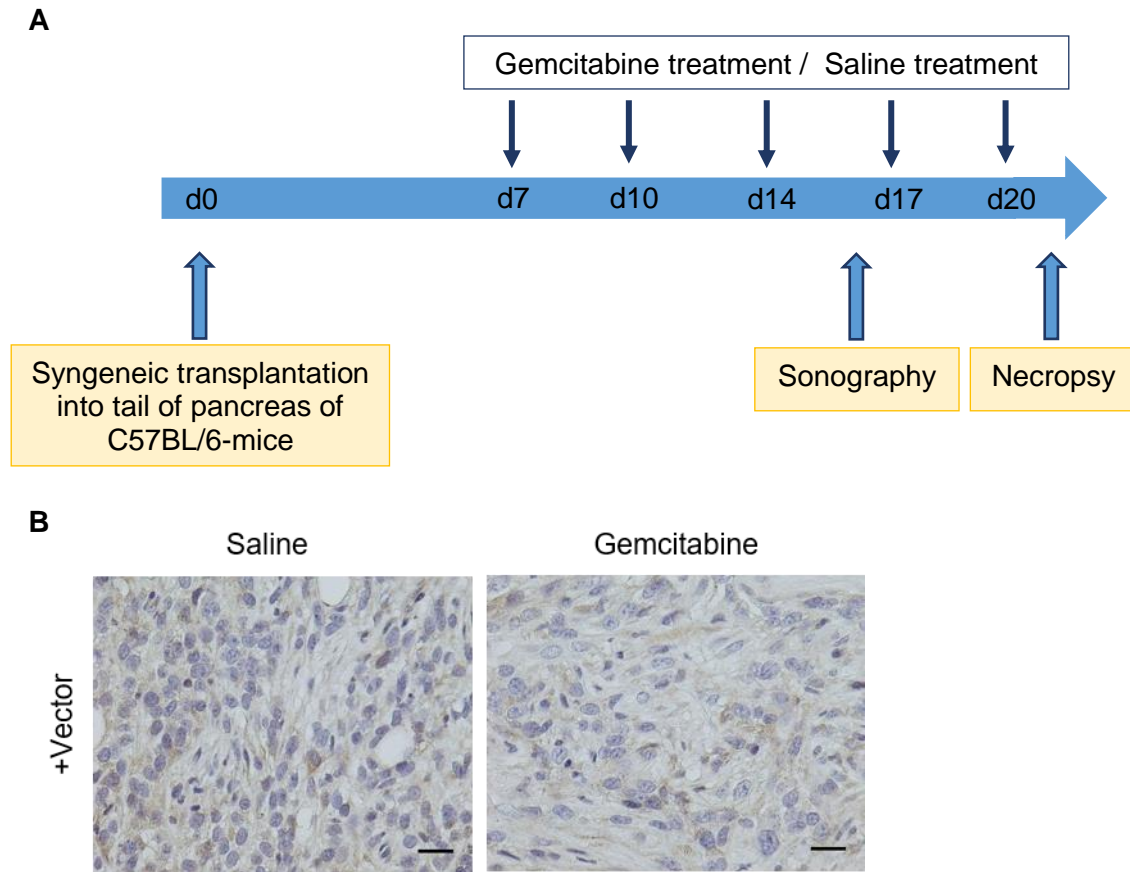 A
Gemcitabine treatment / Saline treatment
d0 d7 d10 d14 d17 d20
Syngeneic transplantation
into tail of pancreas of
C57BL/6-mice
Sonography
Necropsy
B
Saline Gemcitabine
+Vector